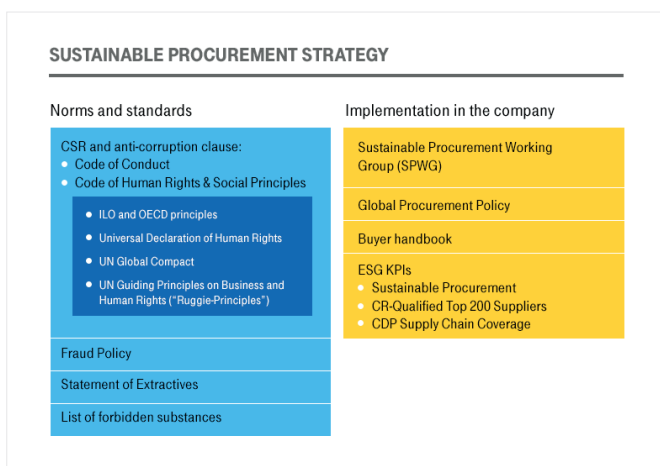 SUSTAINABLE PROCUREMENT STRATEGY
Norms and standards
CSR and anti-corruption clause:
Code of Conduct
Code of Human Rights & Social Principles
ILO and OECD principles
Universal Declaration of Human Rights
UN Global Compact
UN Guiding Principles on Business and
Human Rights ("Ruggie-Principles")
Fraud Policy
Statement of Extractives
List of forbidden substances
Implementation in the company
Sustainable Procurement Working
Group (SPWG)
Global Procurement Policy
Buyer handbook
ESG KPIs
Sustainable Procurement
CR-Qualified Top 200 Suppliers
CDP Supply Chain Coverage